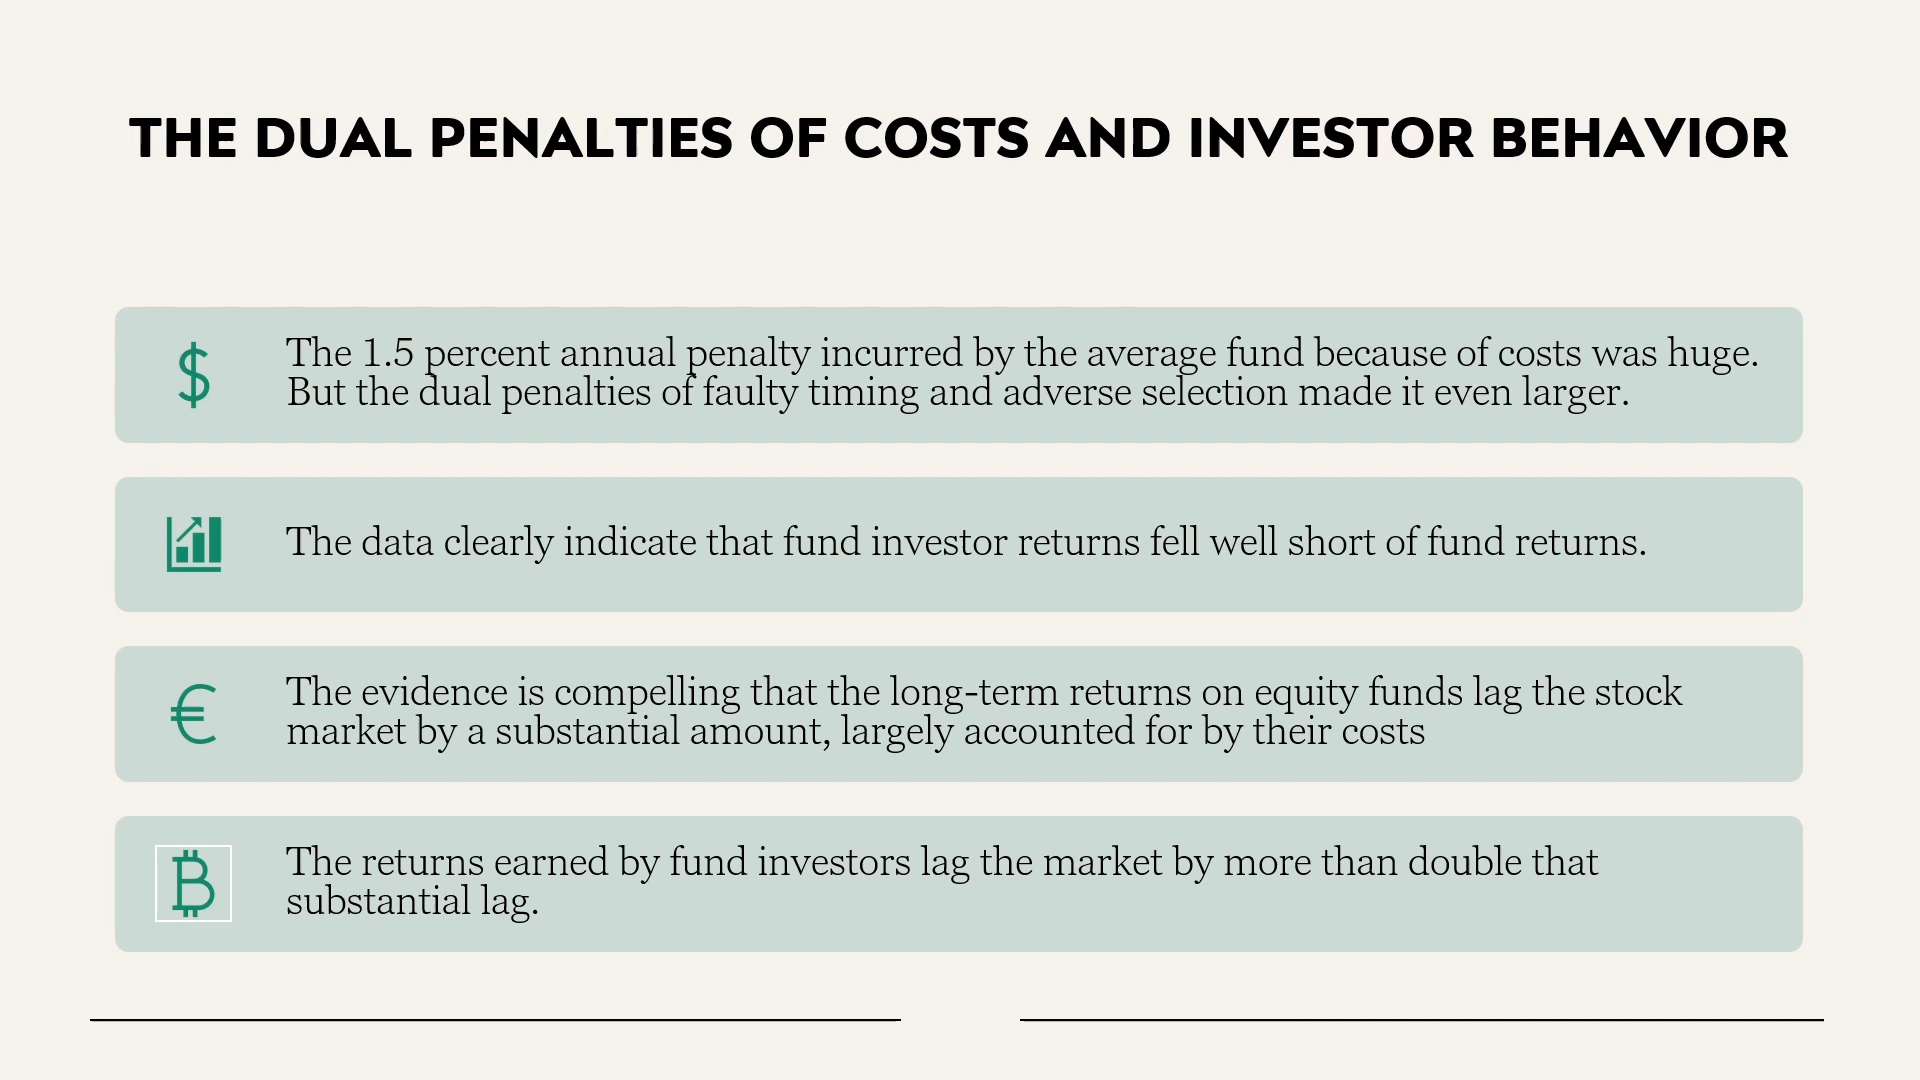 THE DUAL PENALTIES OF COSTS AND INVESTOR BEHAVIOR
The 1.5 percent annual penalty incurred by the average fund because of costs was huge.
But the dual penalties of faulty timing and adverse selection made it even larger.
The data clearly indicate that fund investor returns fell well short of fund returns.
The evidence is compelling that the long-term returns on equity funds lag the stock
market by a substantial amount, largely accounted for by their costs
The returns earned by fund investors lag the market by more than double that
substantial lag.